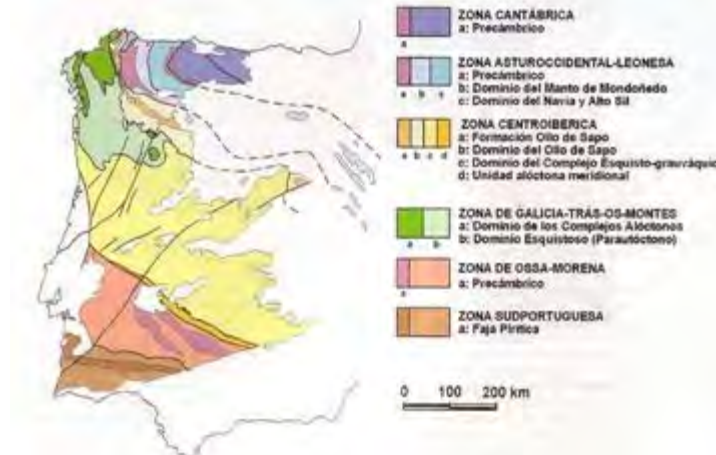 ZONA CANTÁBRICA
a: Precámbrico
a
ZONA ASTUROCCIDENTAL-LEONESA
a: Precámbrico
b: Dominio del Manto de Mondoñedo
c: Dominio del Navia y Alto Sil
a b c
ZONA CENTROIBERICA
a: Formación Ollo de Sapo
b: Dominio del Ollo de Sapo
c: Dominio del Complejo Esquisto-grauváquic
d: Unidad alóctona meridional
a b c d
ZONA DE GALICIA-TRÁS-OS-MONTES
a: Dominio de los Complejos Alóctonos
b: Dominio Esquistoso (Parautóctono)
a b
ZONA DE OSSA-MORENA
a: Precámbrico
a
ZONA SUDPORTUGUESA
a: Faja Pirítica
a
0 100 200 km